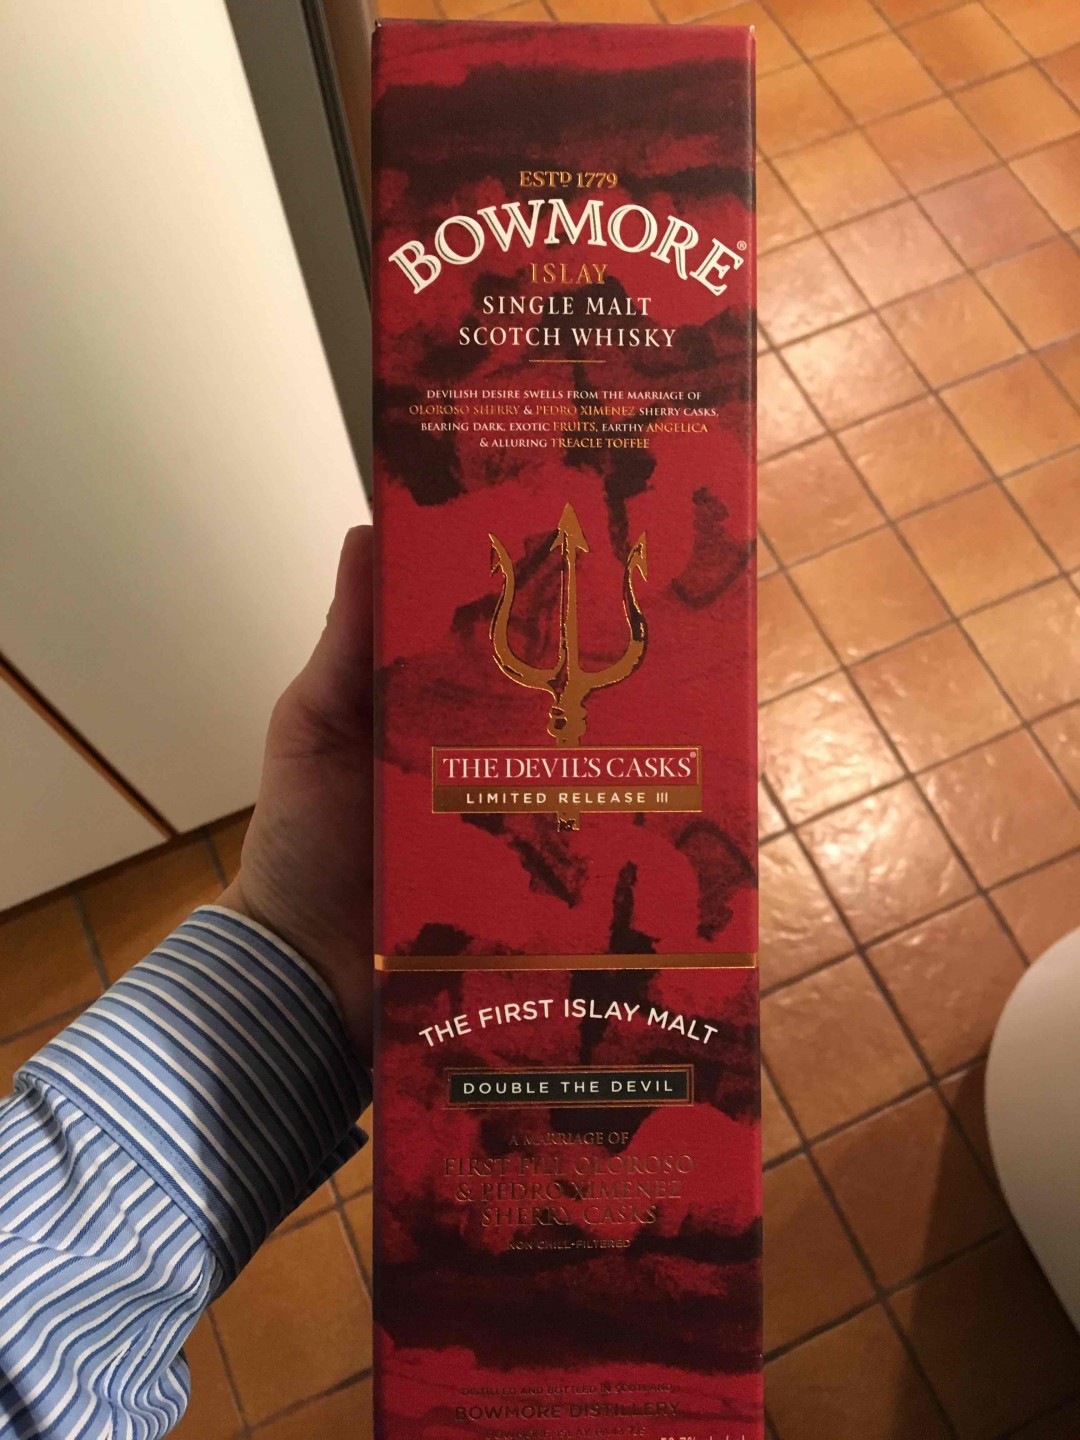 ESTD 1779
BOWMORE®
ISLAY
SINGLE MALT
SCOTCH WHISKY
DEVILISH DESIRE SWELLS FROM THE MARRIAGE OF
OLOROSO SHERRY & PEDRO XIMENEZ SHERRY CASKS,
BEARING DARK, EXOTIC FRUITS, EARTHY ANGELICA
& ALLURING TREACLE TOFFEE
THE DEVIL'S CASKS®
LIMITED RELEASE III
THE FIRST ISLAY MALT
DOUBLE THE DEVIL
A MARRIAGE OF
FIRST FILL OLOROSO
& PEDRO XIMENEZ
SHERRY CASKS
NON CHILL-FILTERED
DISTILLED AND BOTTLED IN SCOTLAND
BOWMORE DISTILLERY
BOWMORE, ISLAY